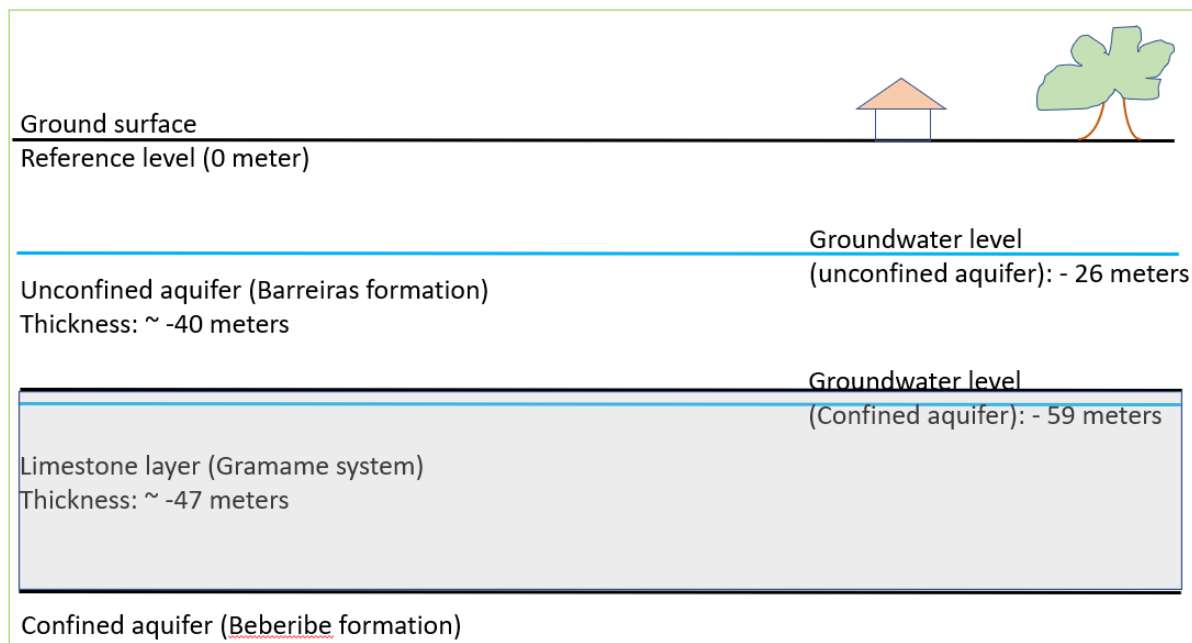 Ground surface
Reference level (0 meter)
Groundwater level
(unconfined aquifer): - 26 meters
Unconfined aquifer (Barreiras formation)
Thickness: ~ -40 meters
Groundwater level
(Confined aquifer): - 59 meters
Limestone layer (Gramame system)
Thickness: ~ -47 meters
Confined aquifer (Beberibe formation)